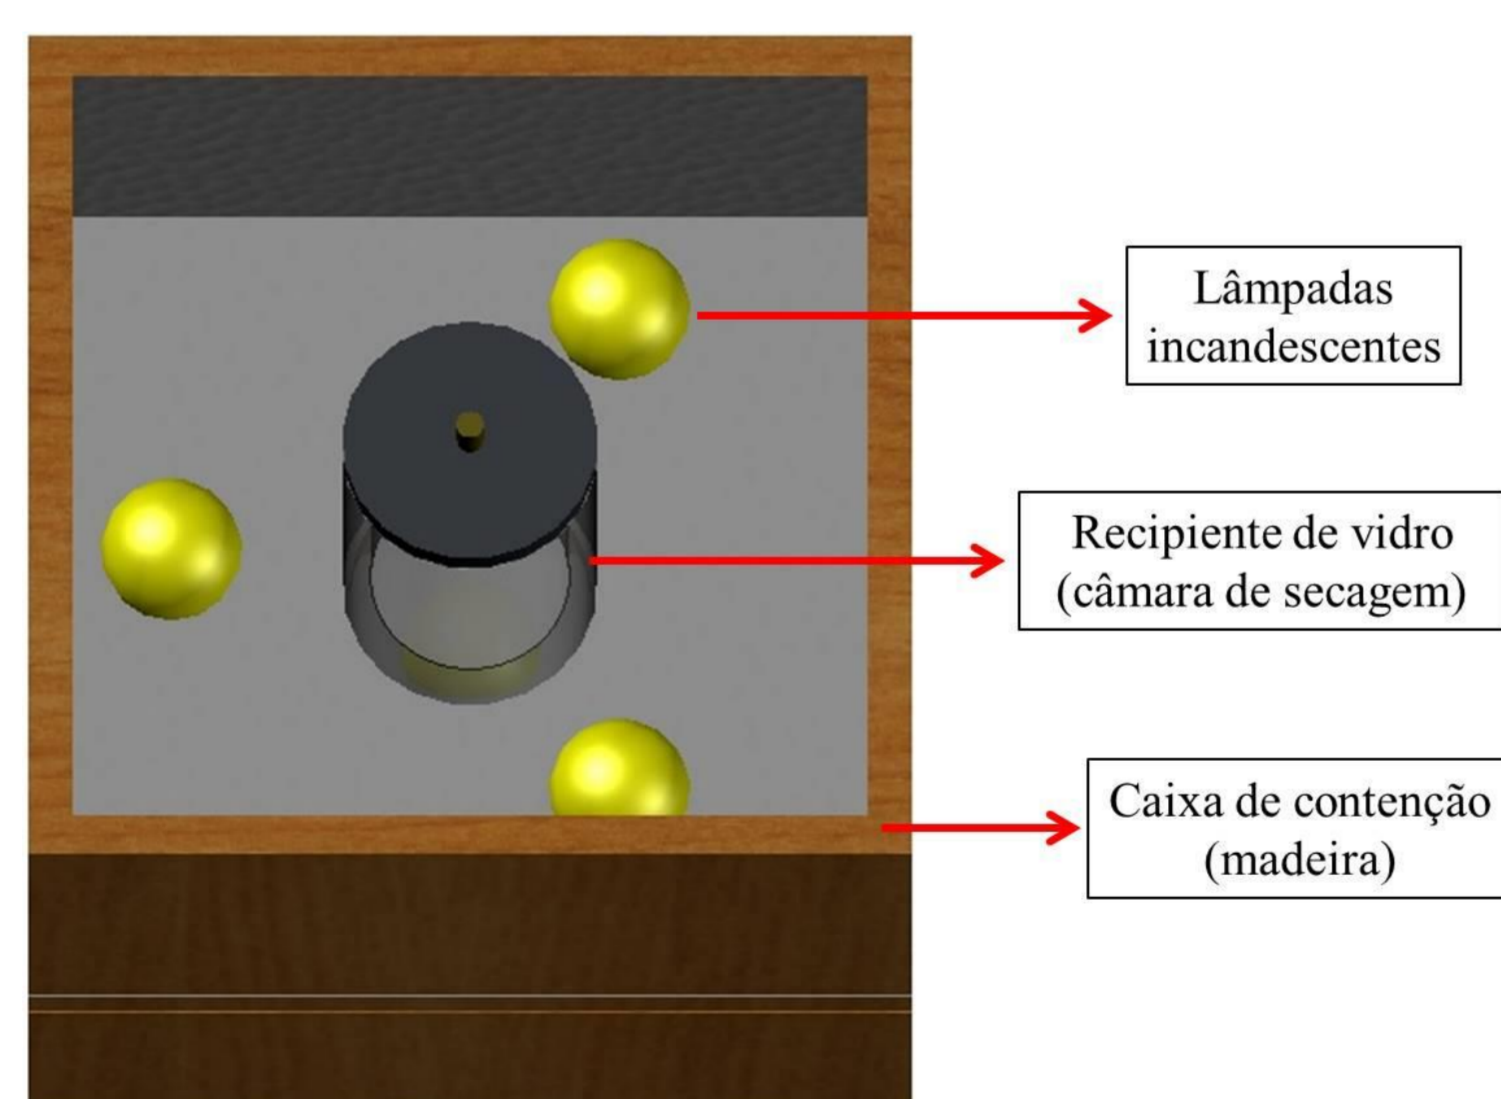 Lâmpadas
incandescentes
Recipiente de vidro
(câmara de secagem)
Caixa de contenção
(madeira)